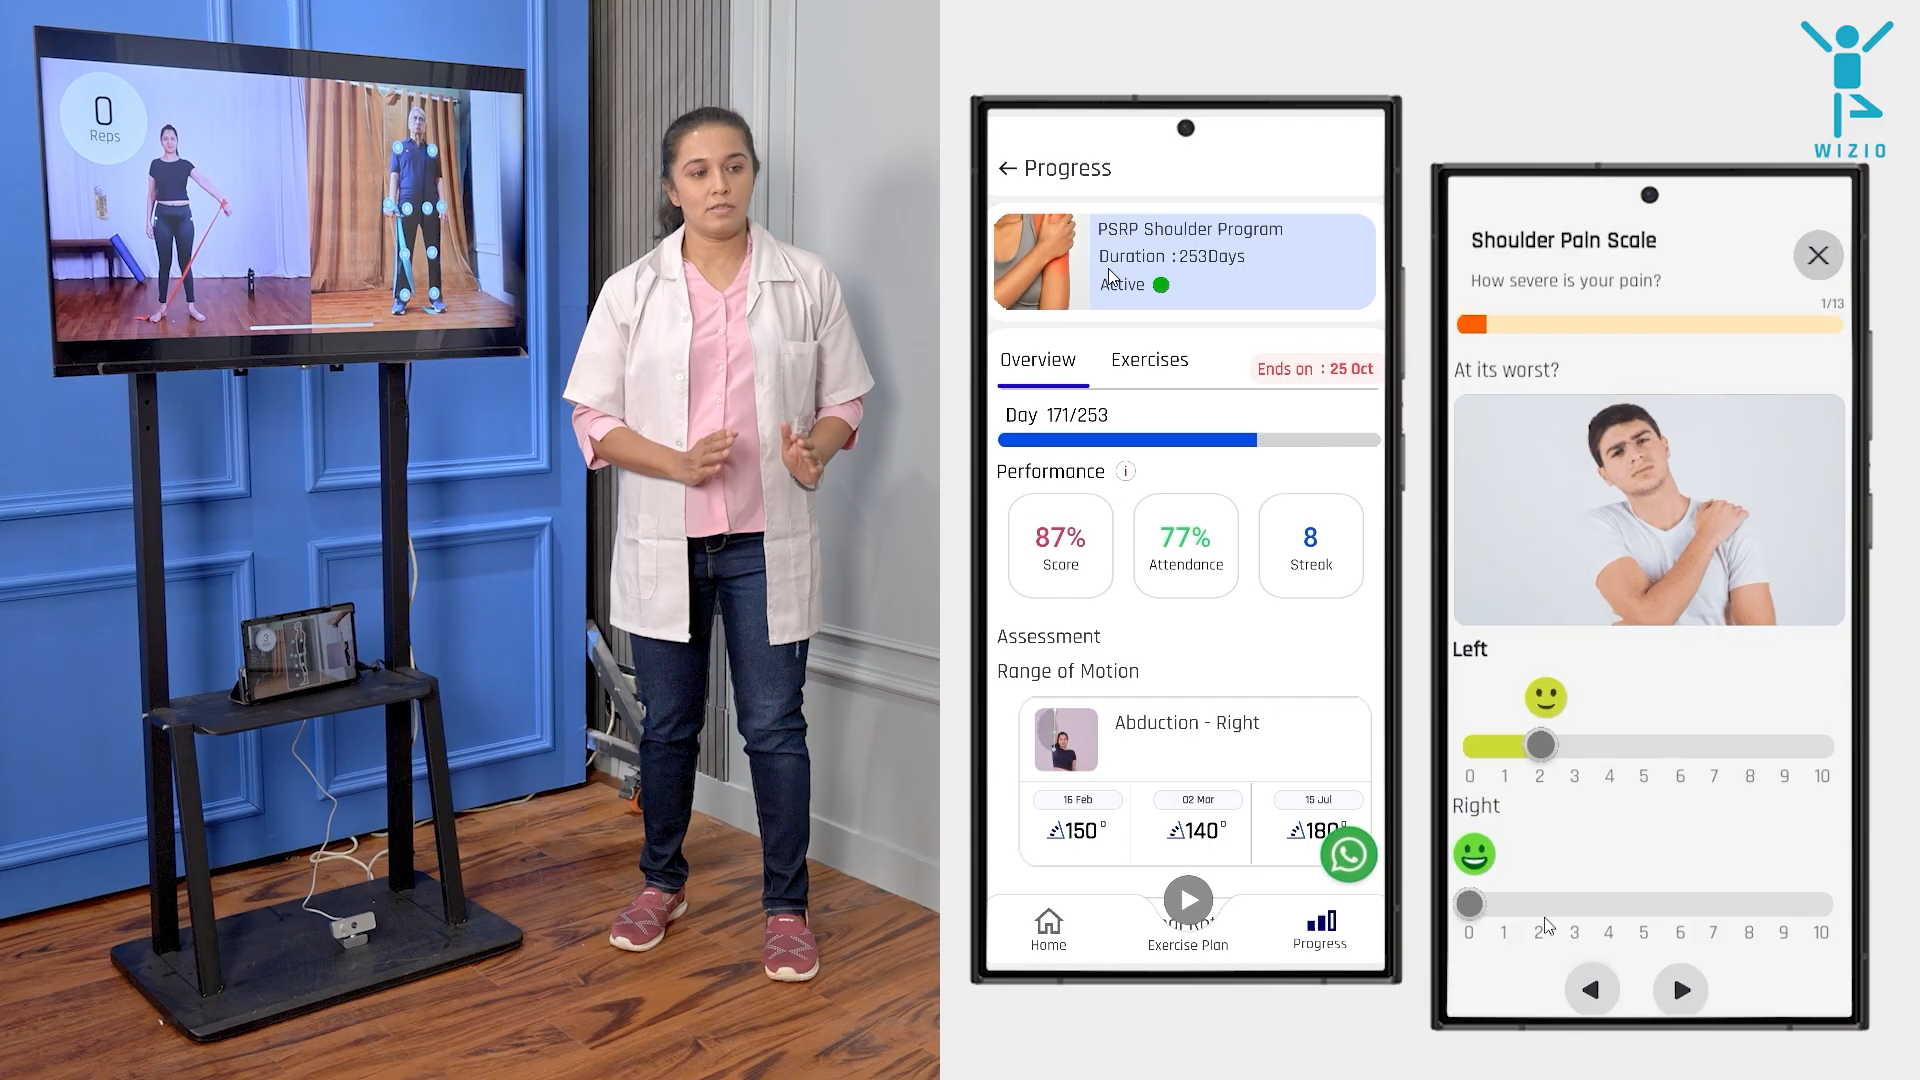 0
Reps
3
WIZIO
← Progress
PSRP Shoulder Program
Duration : 253Days
Active
Overview
Exercises
Ends on : 25 Oct
Day 171/253
Performance
i
87%
Score
77%
Attendance
8
Streak
Assessment
Range of Motion
Abduction - Right
16 Feb
02 Mar
15 Jul
150°
140°
180°
Home
Exercise Plan
Progress
Shoulder Pain Scale
How severe is your pain?
1/13
At its worst?
Left
0 1 2 3 4 5 6 7 8 9 10
Right
0 1 2 3 4 5 6 7 8 9 10